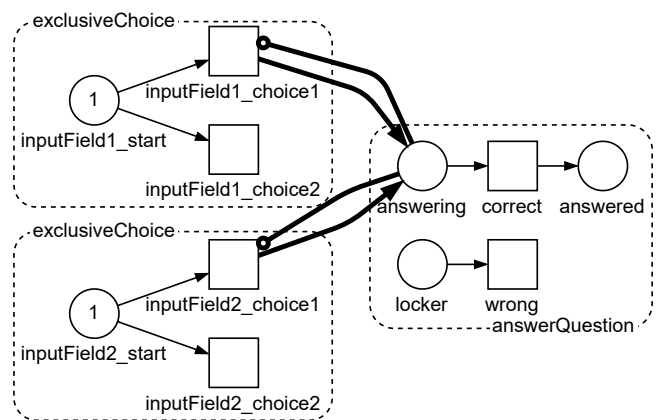 exclusiveChoice
1
inputField1_choice1
inputField1_start
inputField1_choice2
answering
correct
answered
exclusiveChoice
1
inputField2_choice1
inputField2_start
inputField2_choice2
locker
wrong
answerQuestion